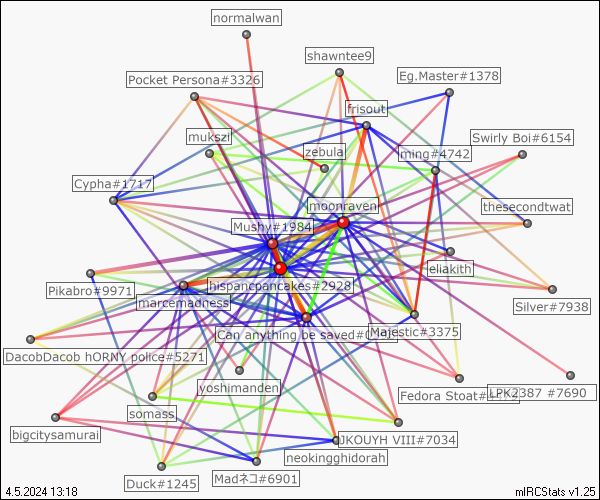 normalwan
shawntee9
Pocket Persona#3326
Eg.Master#1378
frisout
mukszi
Swirly Boi#6154
zebula
ming#4742
Cypha#1717
moonraven
thesecondtwat
Mushy#1984
eliakith
Pikabro#9971
hispancpancakes#2928
marcemadness
Silver#7938
Can anything be saved
Majestic#3375
DacobDacob hORNY police#5271
yoshimanden
Fedora Stoat
LPK2387 #7690
somass
bigcitysamurai
JKOUYH VIII#7034
neokingghidorah
Duck#1245
Madネコ#6901
4.5.2024 13:18
mIRCStats v1.25